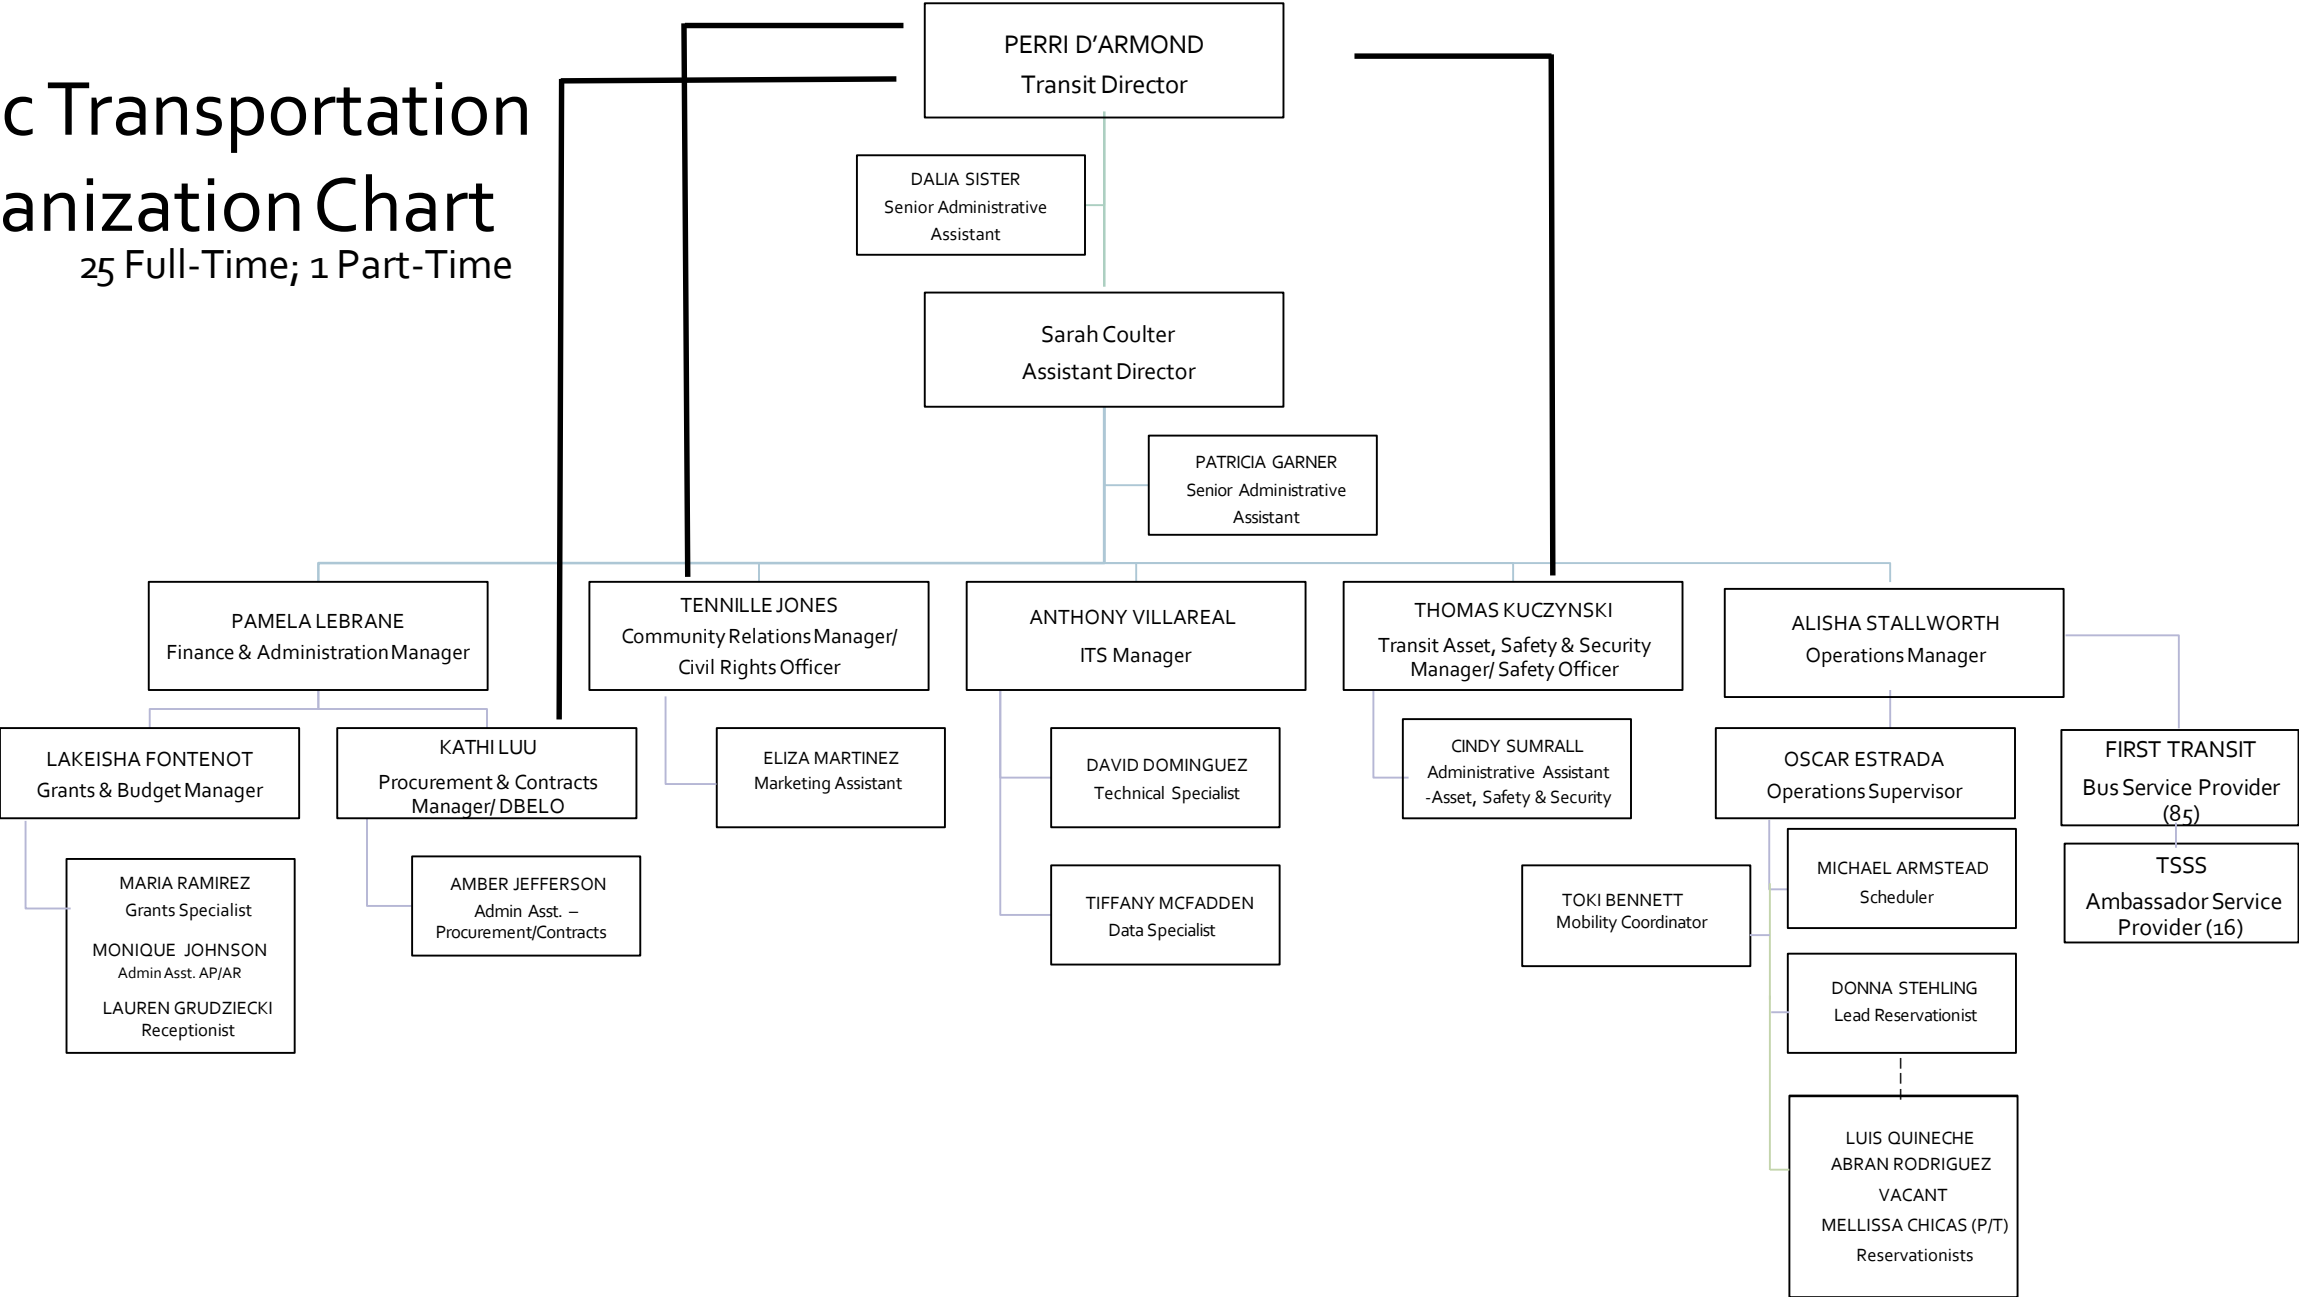 c Transportation
anization Chart
25 Full-Time; 1 Part-Time
PERRI D’ARMOND
Transit Director
DALIA SISTER
Senior Administrative
Assistant
Sarah Coulter
Assistant Director
PATRICIA GARNER
Senior Administrative
Assistant
PAMELA LEBRANE
Finance & Administration Manager
TENNILLE JONES
Community Relations Manager/
Civil Rights Officer
ANTHONY VILLAREAL
ITS Manager
THOMAS KUCZYNSKI
Transit Asset, Safety & Security
Manager/ Safety Officer
ALISHA STALLWORTH
Operations Manager
LAKEISHA FONTENOT
Grants & Budget Manager
KATHI LUU
Procurement & Contracts
Manager/ DBELO
ELIZA MARTINEZ
Marketing Assistant
DAVID DOMINGUEZ
Technical Specialist
CINDY SUMRALL
Administrative Assistant
-Asset, Safety & Security
OSCAR ESTRADA
Operations Supervisor
FIRST TRANSIT
Bus Service Provider
(85)
MARIA RAMIREZ
Grants Specialist
MONIQUE JOHNSON
Admin Asst. AP/AR
LAUREN GRUDZIECKI
Receptionist
AMBER JEFFERSON
Admin Asst. –
Procurement/Contracts
TIFFANY MCFADDEN
Data Specialist
TOKI BENNETT
Mobility Coordinator
MICHAEL ARMSTEAD
Scheduler
TSSS
Ambassador Service
Provider (16)
DONNA STEHLING
Lead Reservationist
LUIS QUINECHE
ABRAN RODRIGUEZ
VACANT
MELLISSA CHICAS (P/T)
Reservationists